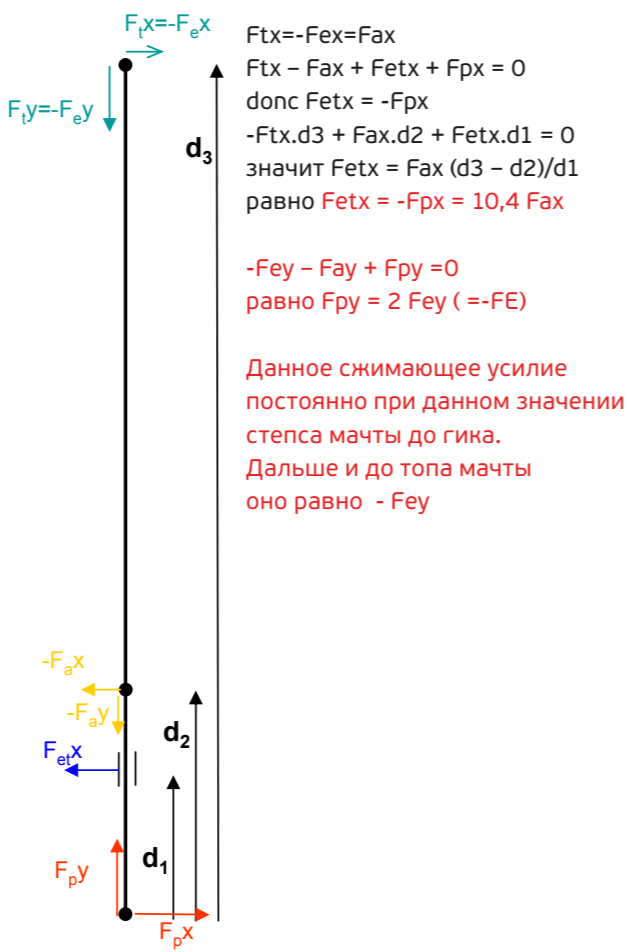 Ftx=-Fex=Fax
Ftx – Fax + Fetx + Fpx = 0
donc Fetx = -Fpx
-Ftx.d3 + Fax.d2 + Fetx.d1 = 0
значит Fetx = Fax (d3 – d2)/d1
равно Fetx = -Fpx = 10,4 Fax
-Fey – Fay + Fpy =0
равно Fpy = 2 Fey ( =-FE)
Данное сжимающее усилие
постоянно при данном значении
степса мачты до гика.
Дальше и до топа мачты
оно равно - Fey
Ftx=-Fex
Fty=-Fey
d3
-Fax
-Fay
d2
Fetx
d1
Fpy
Fpx